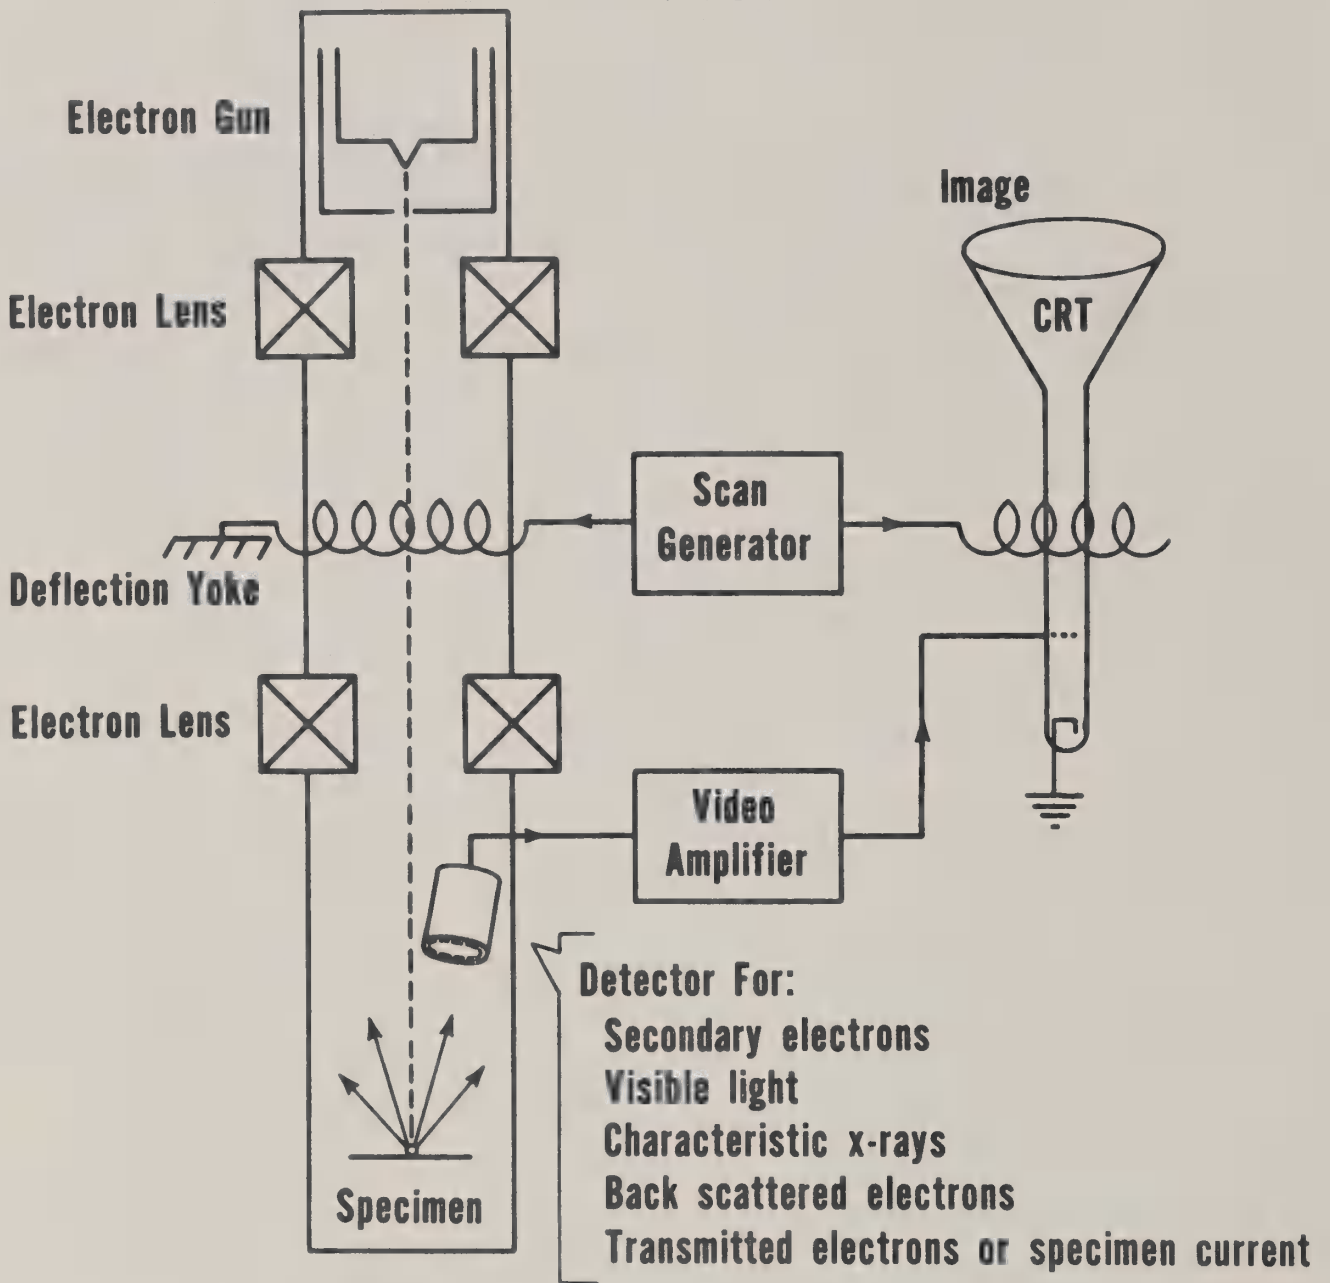 Electron Gun
Image
Electron Lens
CRT
Scan
Generator
Deflection Yoke
Electron Lens
Video
Amplifier
Detector For:
Secondary electrons
Visible light
Characteristic x-rays
Back scattered electrons
Transmitted electrons or specimen current
Specimen